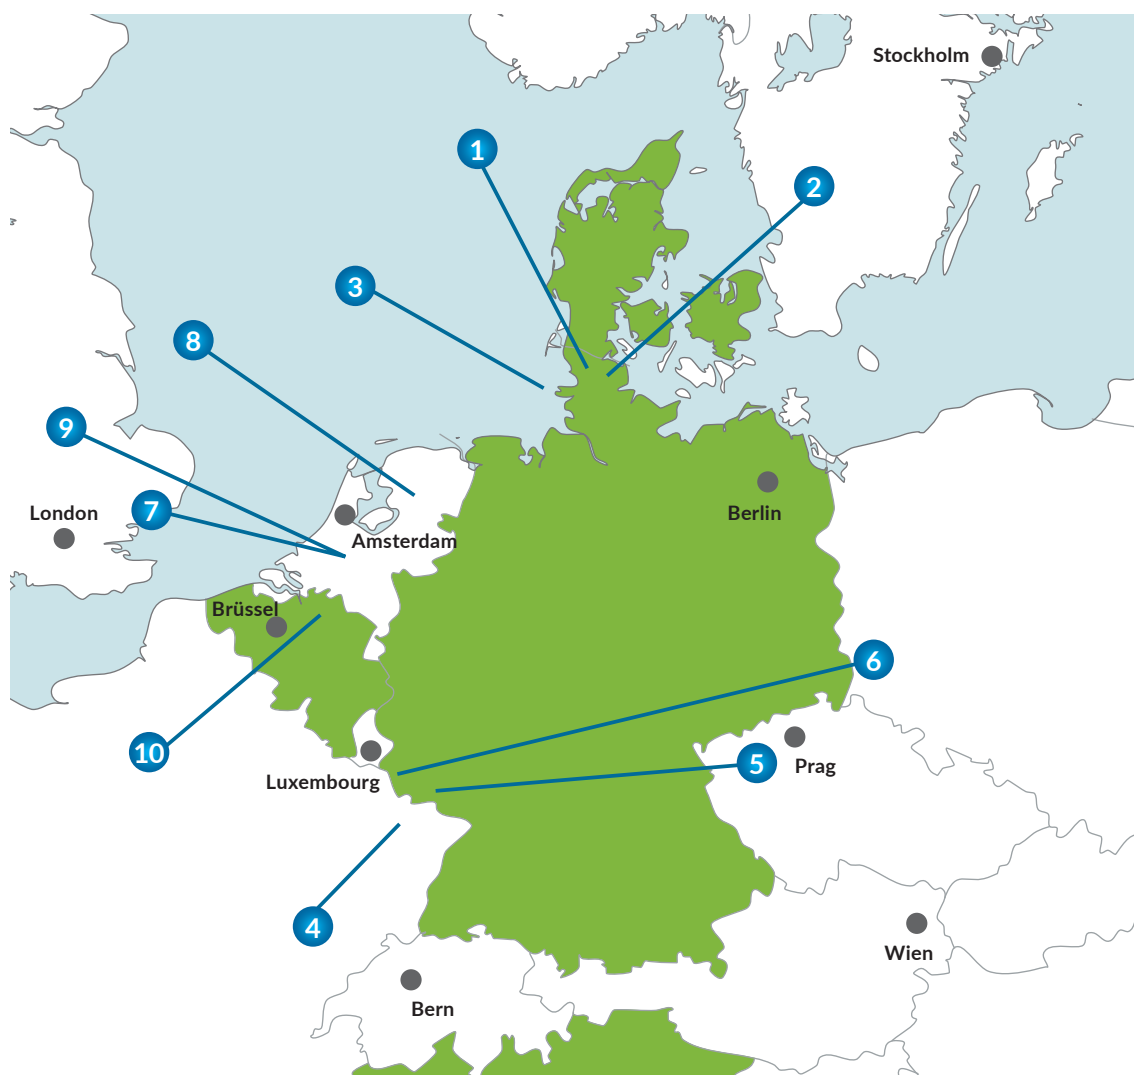 Stockholm
1
2
3
8
9
7
London
Amsterdam
Berlin
Brüssel
6
10
Luxembourg
5
Prag
4
Wien
Bern